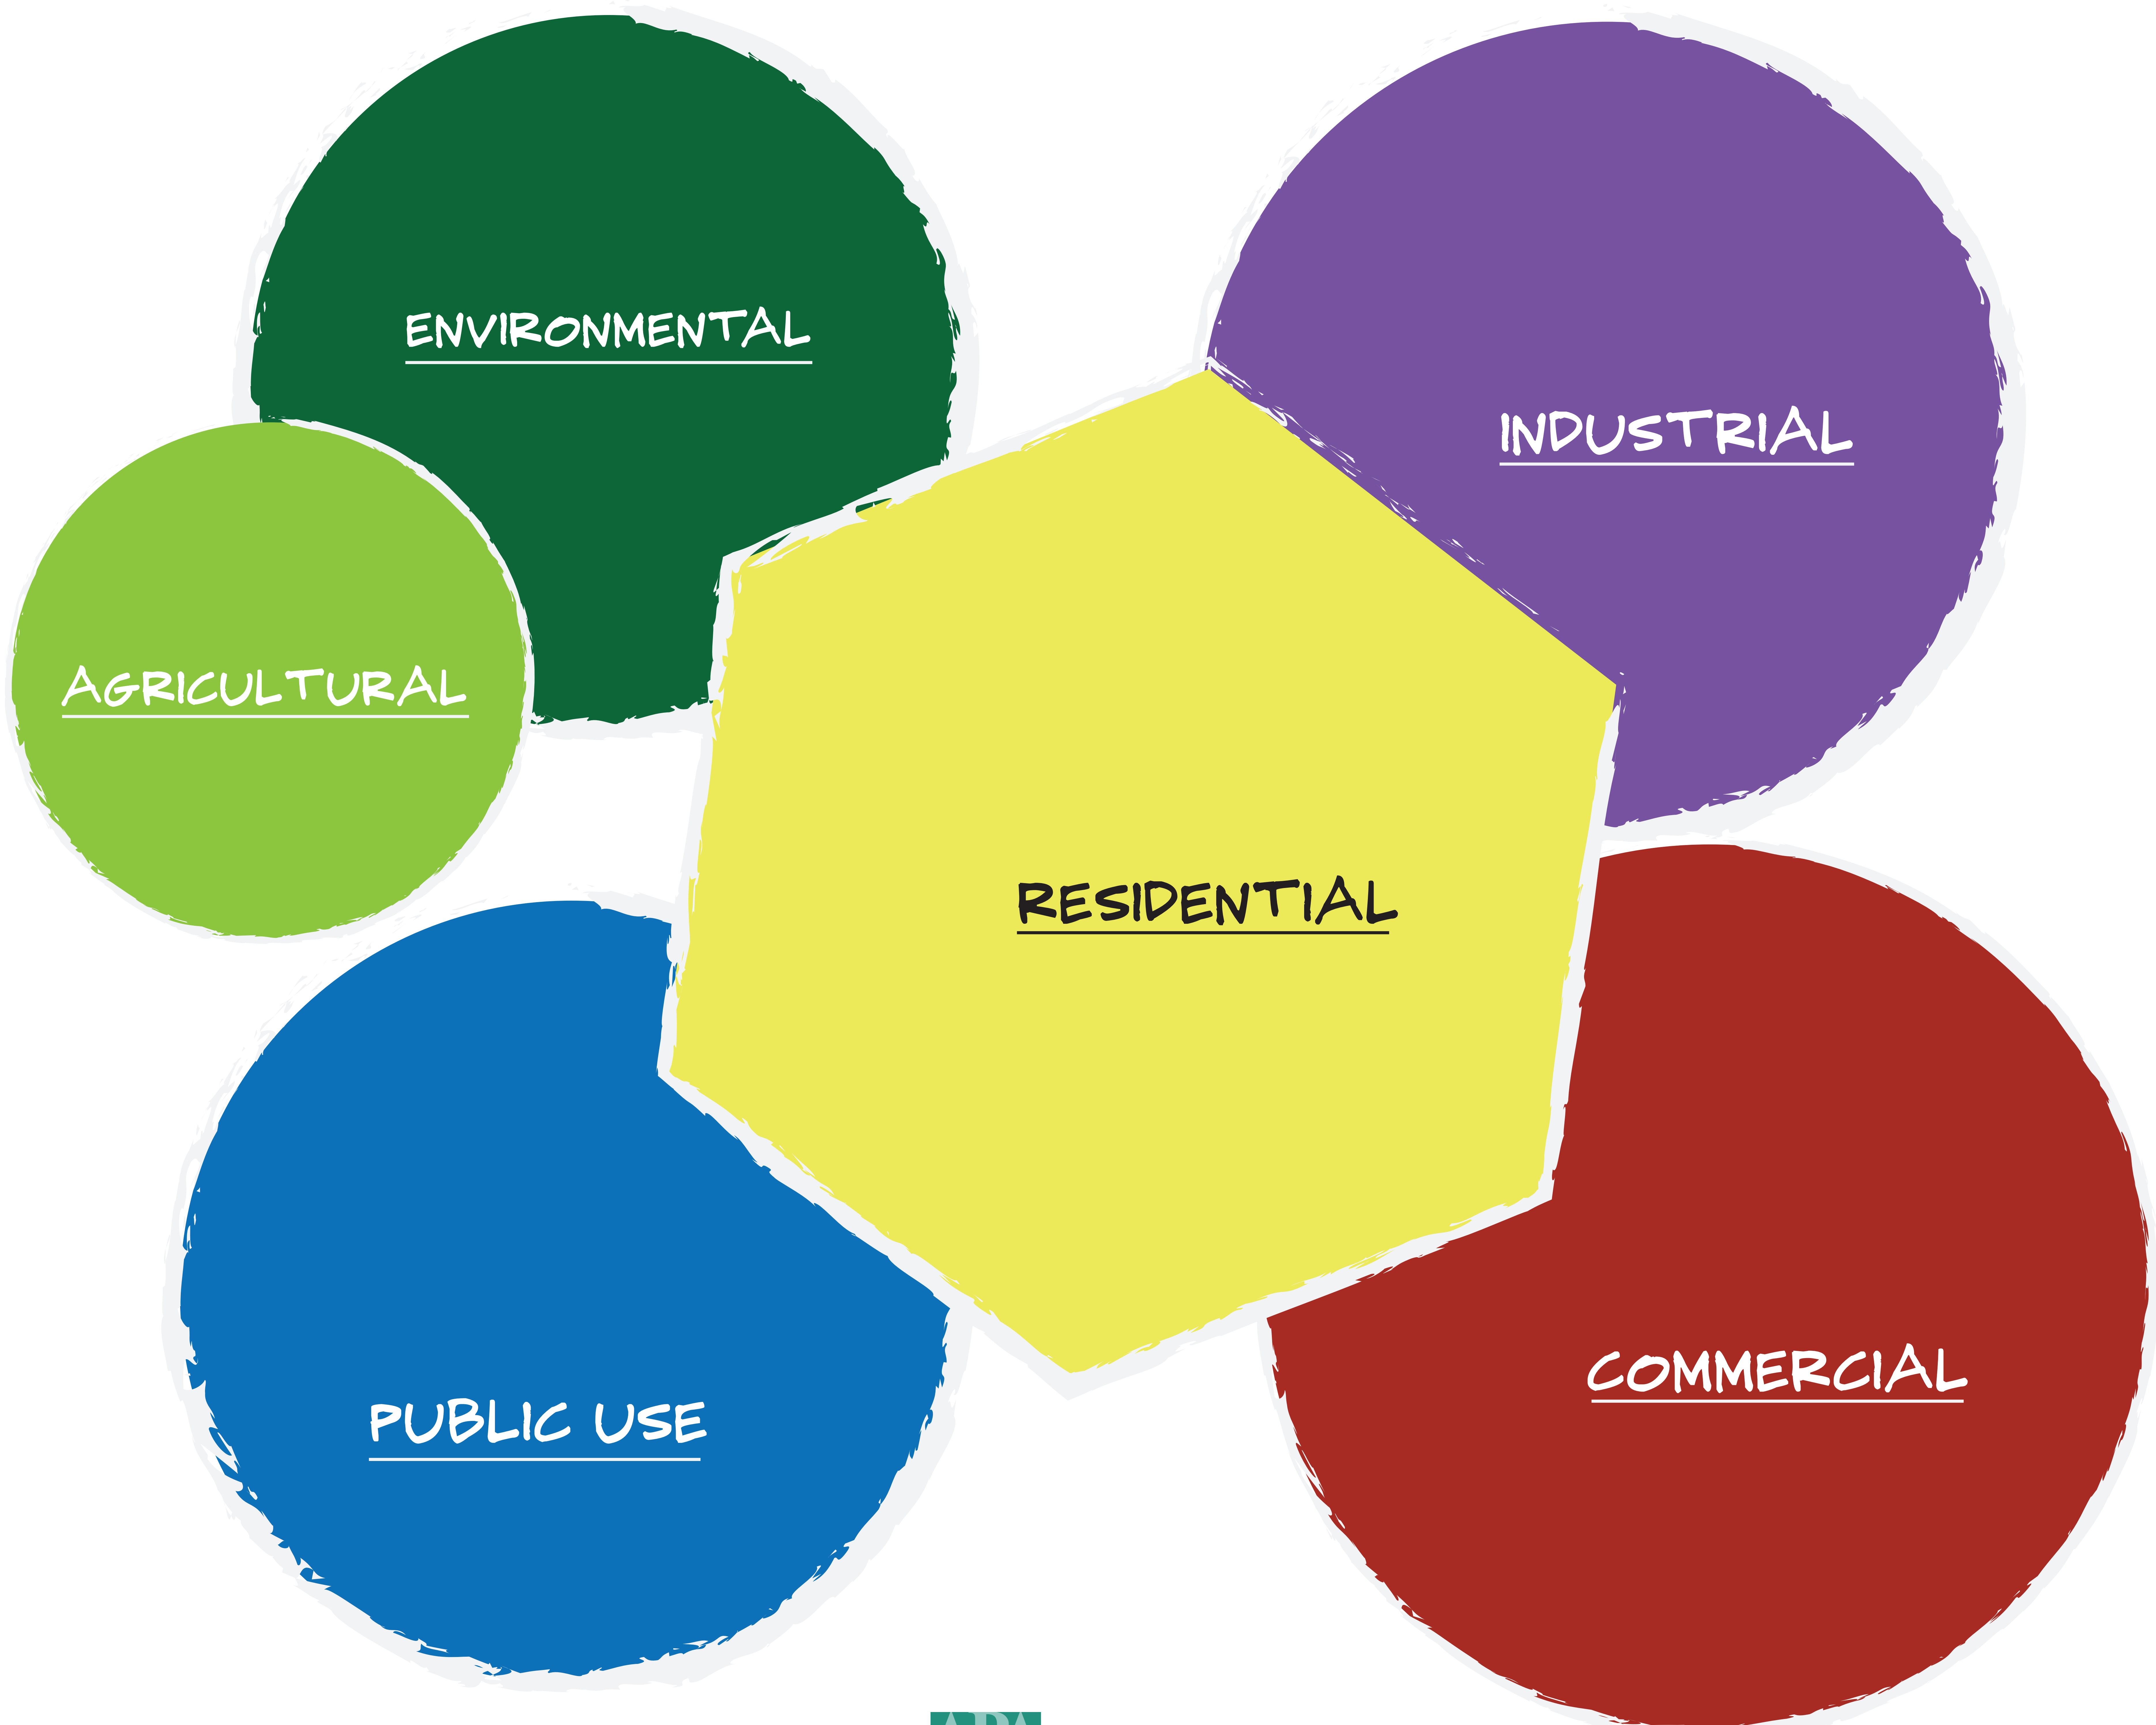 ENVIRONMENTAL
INDUSTRIAL
AGRICULTURAL
RESIDENTIAL
COMMERCIAL
PUBLIC USE